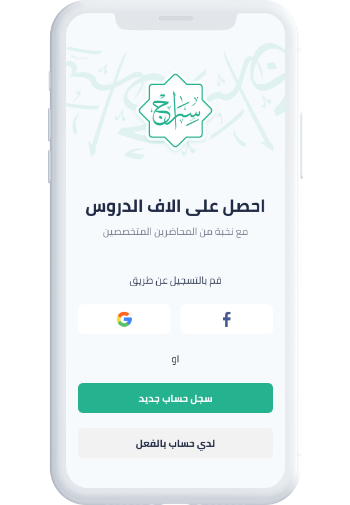 سراج
احصل على الاف الدروس
مع نخبة من المحاضرين المتخصصين
قم بالتسجيل عن طريق
او
سجل حساب جديد
لدي حساب بالفعل